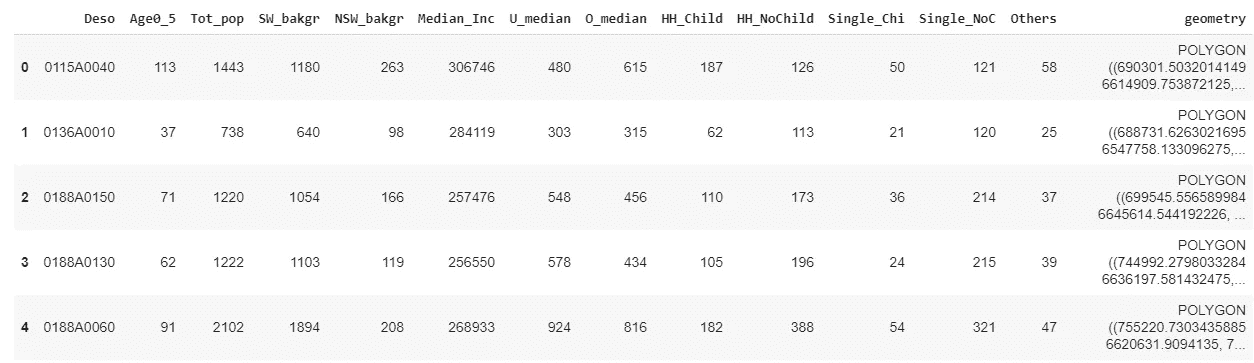 Deso Age0_5 Tot_pop SW_bakgr NSW_bakgr Median_Inc U_median O_median HH_Child HH_NoChild Single_Chi Single_NoC Others geometry
POLYGON
0 0115A0040 113 1443 1180 263 306746 480 615 187 126 50 121 58 ((690301.5032014149
6614909.753872125,...
POLYGON
1 0136A0010 37 738 640 98 284119 303 315 62 113 21 120 25 ((688731.6263021695
6547758.133096275,...
POLYGON
2 0188A0150 71 1220 1054 166 257476 548 456 110 173 36 214 37 ((699545.556589984
6645614.544192226, ...
POLYGON
3 0188A0130 62 1222 1103 119 256550 578 434 105 196 24 215 39 ((744992.2798033284
6636197.581432475,...
POLYGON
4 0188A0060 91 2102 1894 208 268933 924 816 182 388 54 321 47 ((755220.7303435885
6620631.9094135, 7...